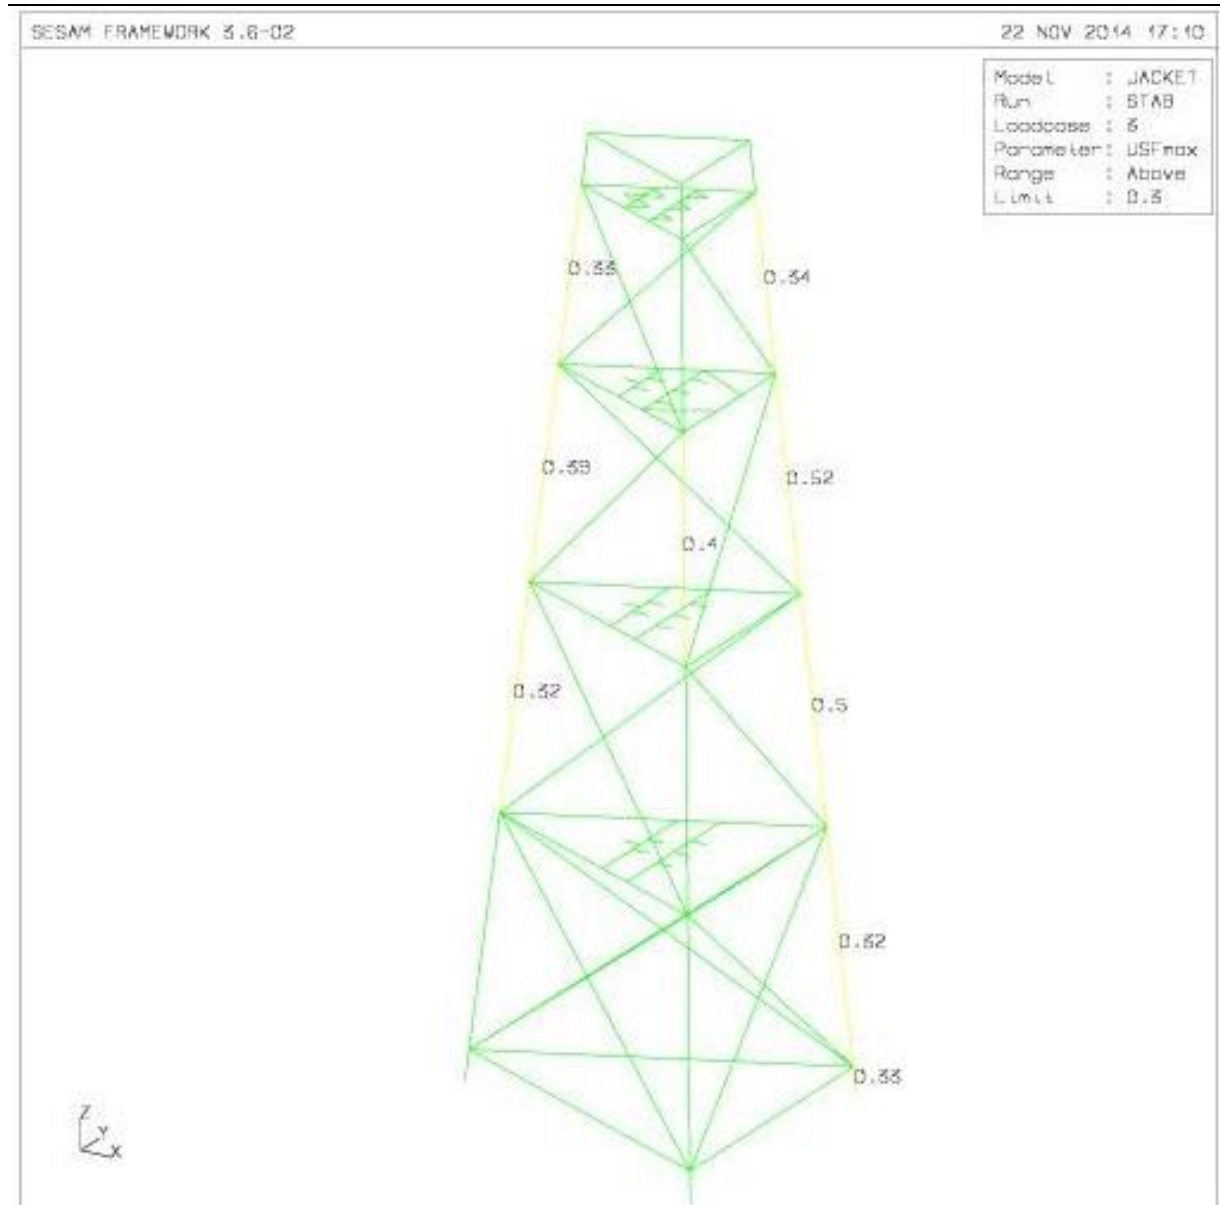 SESAM FRAMEWORK 3.6-02
22 NOV 2014 17:10
Model : JACKET
Run : STAB
Loadcase : 3
Parameter: USFmax
Range : Above
Limit : 0.3
0.33
0.34
0.39
0.52
0.4
0.32
0.5
0.32
0.33
Z
Y
X